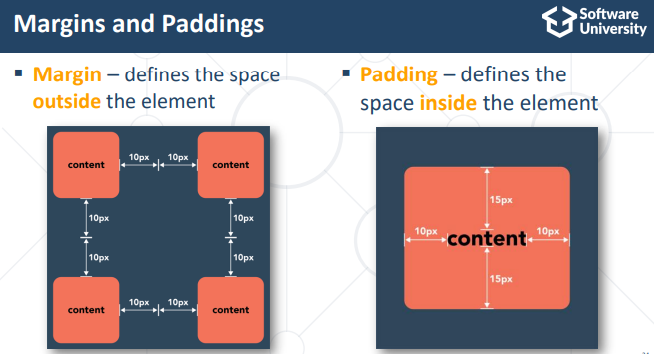 Margins and Paddings
Software
University
▪ Margin – defines the space
outside the element
▪ Padding – defines the
space inside the element
content 10px 10px content
10px 10px
10px 10px
content 10px 10px content
15px
10px content 10px
15px